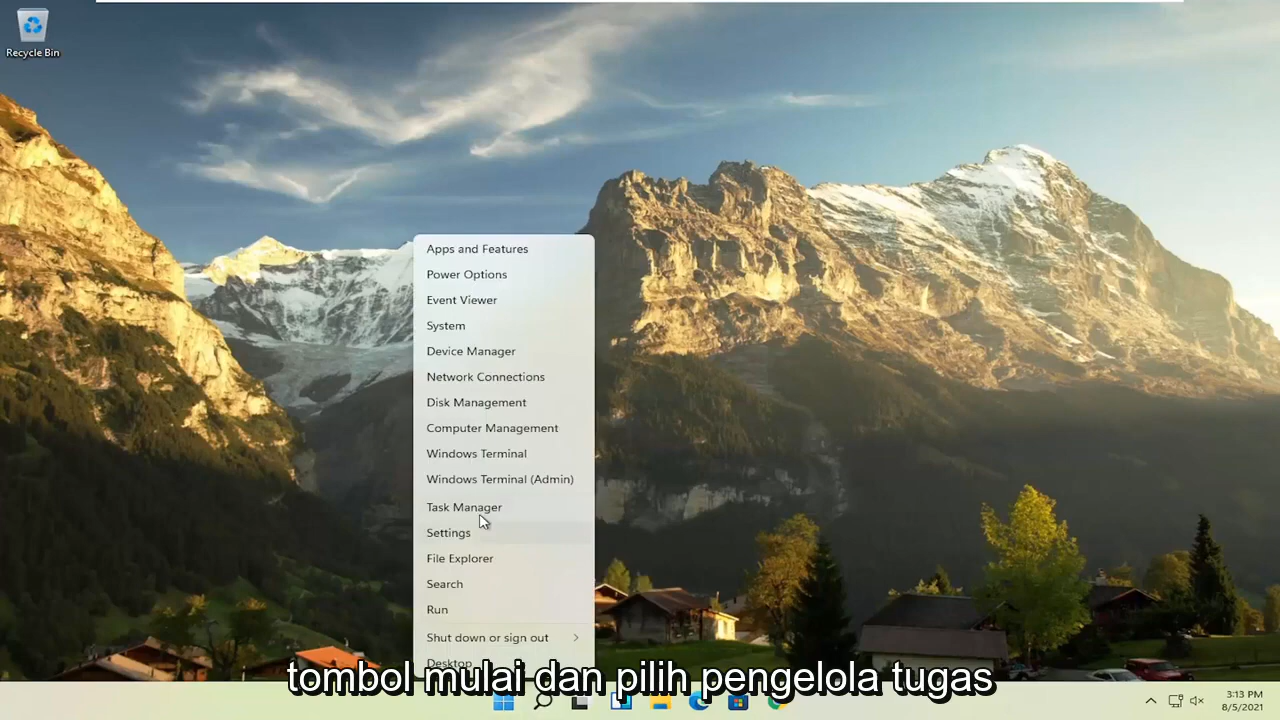 Recycle Bin
Apps and Features
Power Options
Event Viewer
System
Device Manager
Network Connections
Disk Management
Computer Management
Windows Terminal
Windows Terminal (Admin)
Task Manager
Settings
File Explorer
Search
Run
Shut down or sign out
Desktop
tombol mulai dan pilih pengelola tugas
3:13 PM
8/5/2021